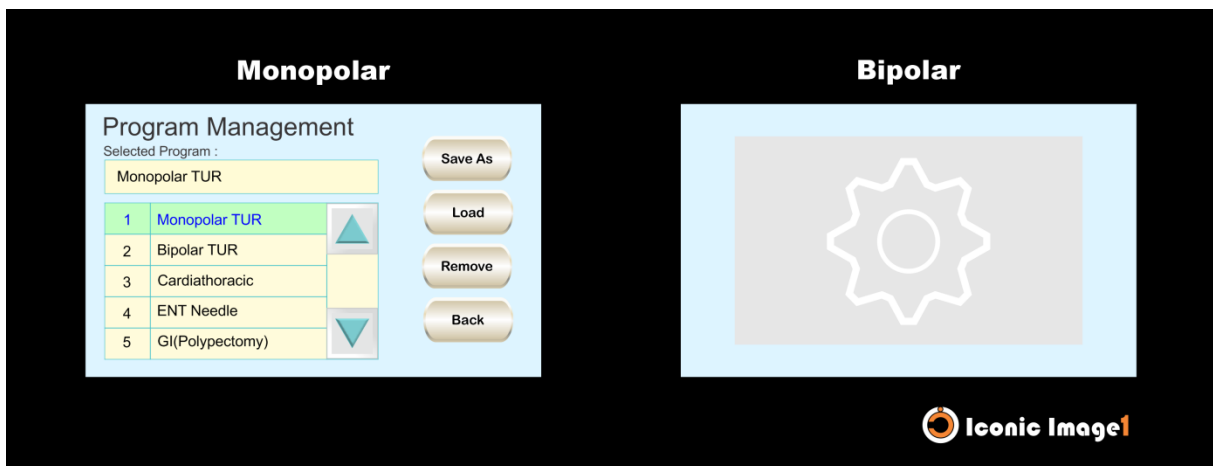 Monopolar
Bipolar
Program Management
Selected Program :
Monopolar TUR
1 Monopolar TUR
2 Bipolar TUR
3 Cardiathoracic
4 ENT Needle
5 GI(Polypectomy)
Save As
Load
Remove
Back
Iconic Image1